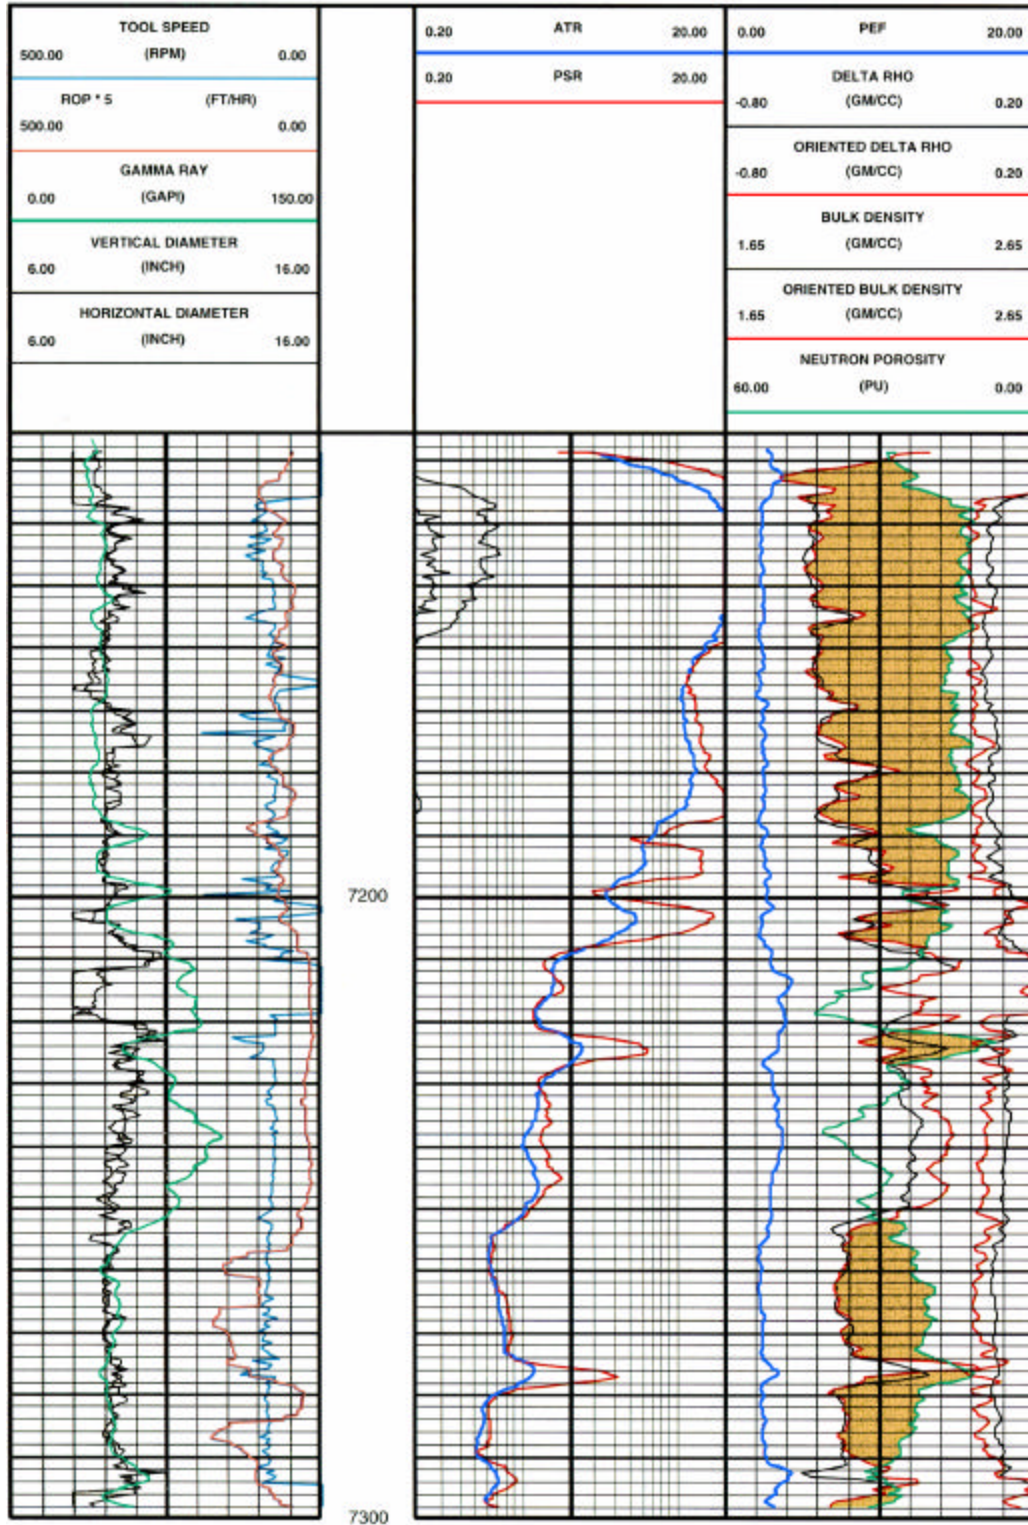 TOOL SPEED
500.00 (RPM) 0.00
ROP * 5 (FT/HR)
500.00 0.00
GAMMA RAY
0.00 (GAPI) 150.00
VERTICAL DIAMETER
6.00 (INCH) 16.00
HORIZONTAL DIAMETER
6.00 (INCH) 16.00
0.20 ATR 20.00
0.20 PSR 20.00
0.00 PEF 20.00
DELTA RHO
-0.80 (GM/CC) 0.20
ORIENTED DELTA RHO
-0.80 (GM/CC) 0.20
BULK DENSITY
1.65 (GM/CC) 2.65
ORIENTED BULK DENSITY
1.65 (GM/CC) 2.65
NEUTRON POROSITY
60.00 (PU) 0.00
7200
7300